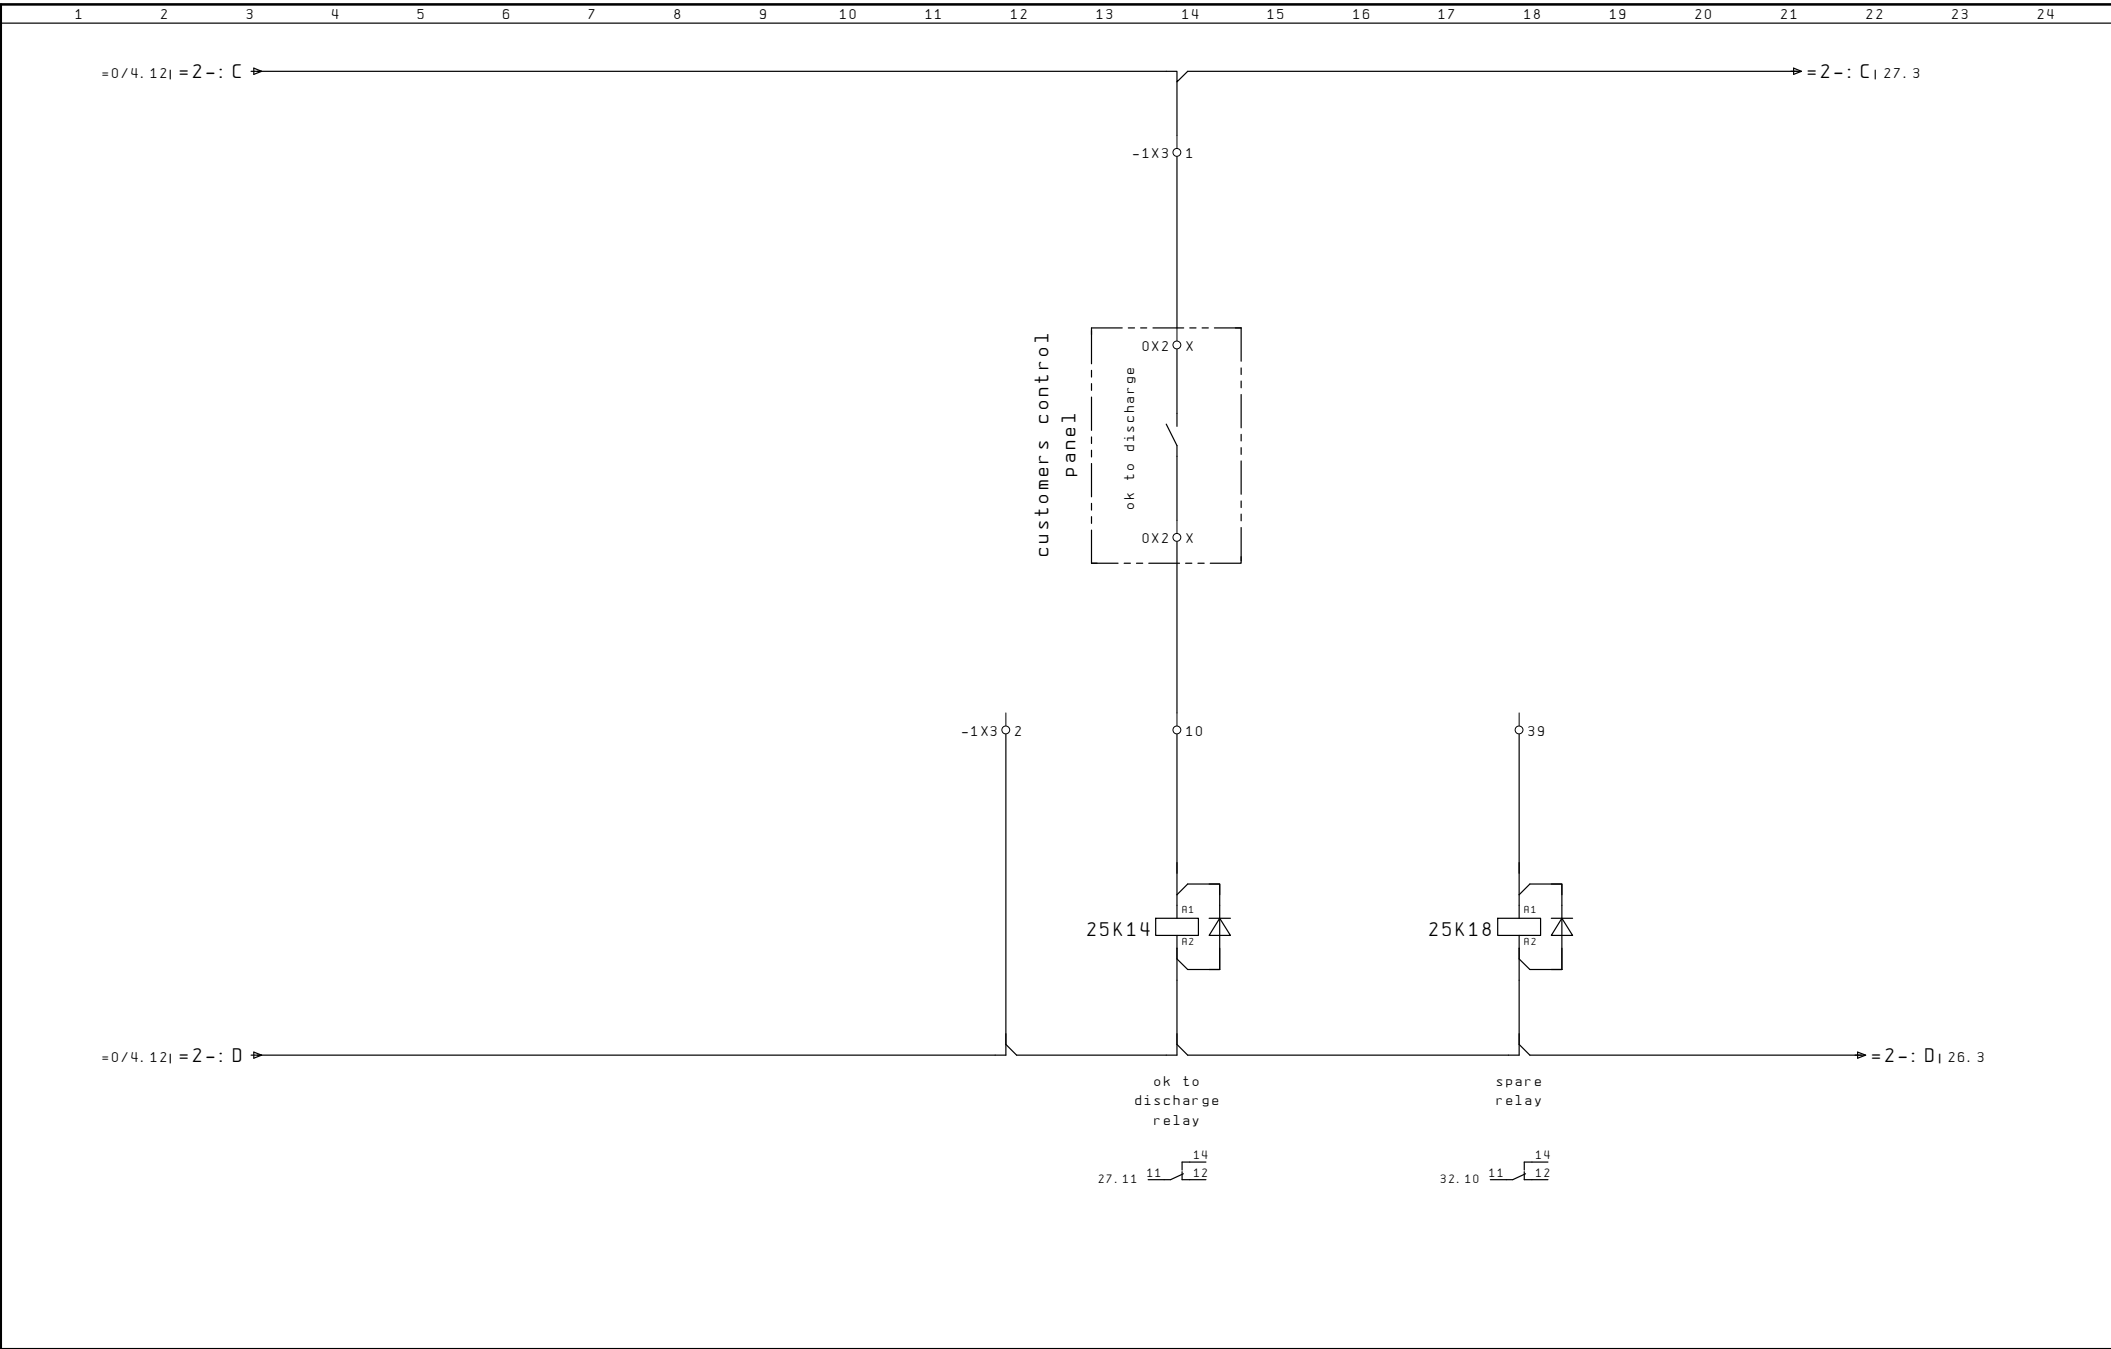 1 2 3 4 5 6 7 8 9 10 11 12 13 14 15 16 17 18 19 20 21 22 23 24
=0/4.12| =2-: C
=2-: C| 27.3
-1X3 1
customers control
panel
0X2 X
ok to discharge
0X2 X
-1X3 2
10
39
25K14
A1
A2
25K18
A1
A2
=0/4.12| =2-: D
=2-: D| 26.3
ok to
discharge
relay
spare
relay
14
27.11 11 12
14
32.10 11 12